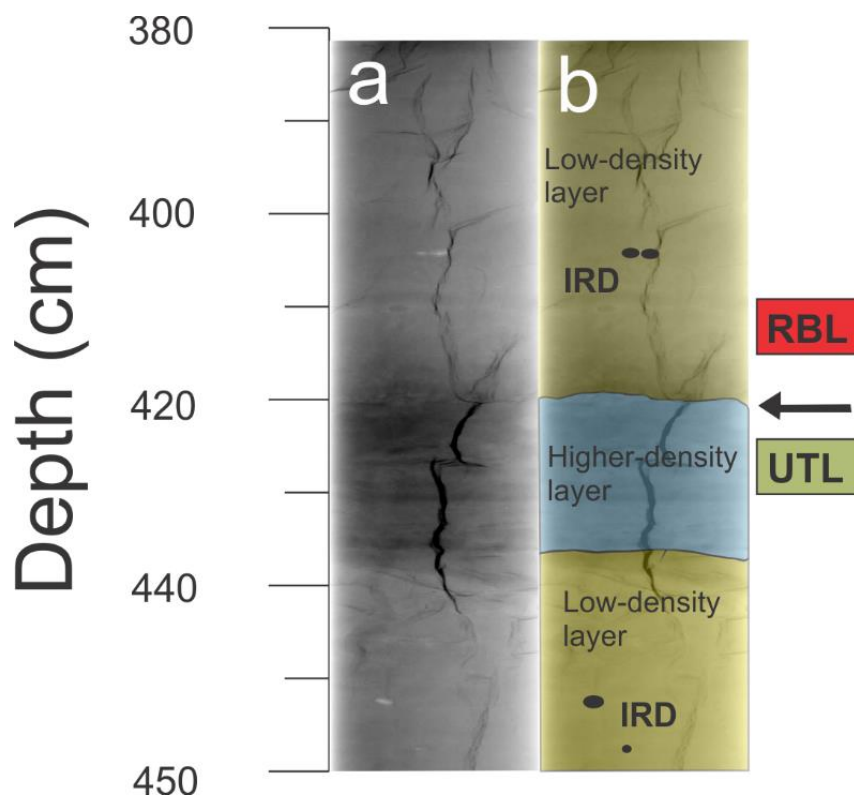 380
a
b
Low-density
layer
400
IRD
RBL
420
Higher-density
layer
UTL
Depth (cm)
440
Low-density
layer
IRD
450